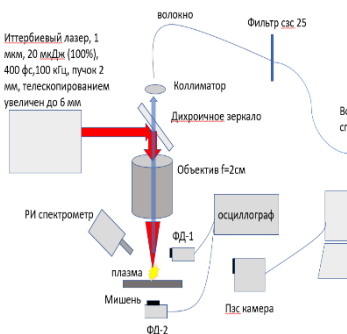 волокно
Фильтр сзс 25
Иттербиевый лазер, 1
мкм, 20 мкДж (100%),
400 фс,100 кГц, пучок 2
мм, телескопированием
увеличен до 6 мм
Коллиматор
Дихроичное зеркало
Объектив f=2см
РИ спектрометр
осциллограф
ФД-1
плазма
Мишень
ФД-2
Пзс камера